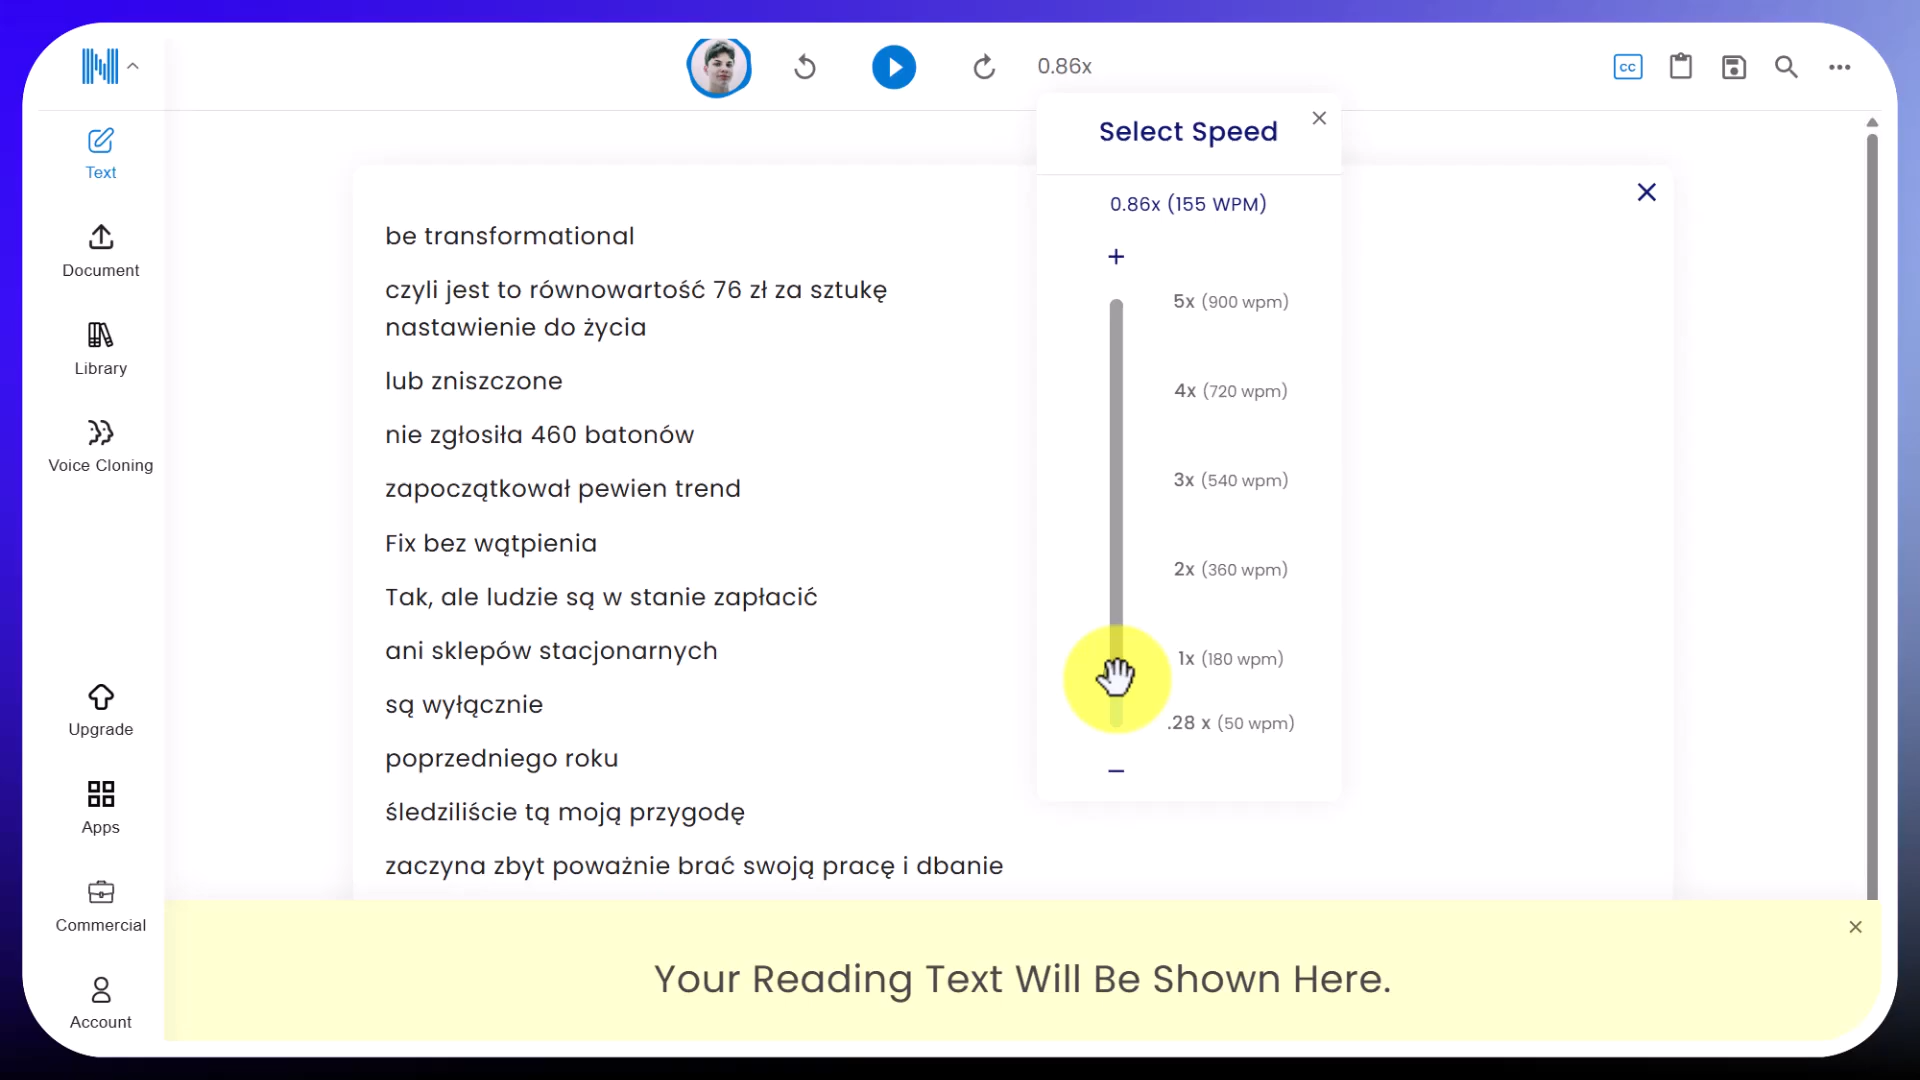 0.86x
CC
Text
Document
Library
Voice Cloning
Upgrade
Apps
Commercial
Account
be transformational
czyli jest to równowartość 76 zł za sztukę
nastawienie do życia
lub zniszczone
nie zgłosiła 460 batonów
zapoczątkował pewien trend
Fix bez wątpienia
Tak, ale ludzie są w stanie zapłacić
ani sklepów stacjonarnych
są wyłącznie
poprzedniego roku
śledziliście tą moją przygodę
zaczyna zbyt poważnie brać swoją pracę i dbanie
Select Speed
0.86x (155 WPM)
+
5x (900 wpm)
4x (720 wpm)
3x (540 wpm)
2x (360 wpm)
1x (180 wpm)
.28 x (50 wpm)
−
Your Reading Text Will Be Shown Here.